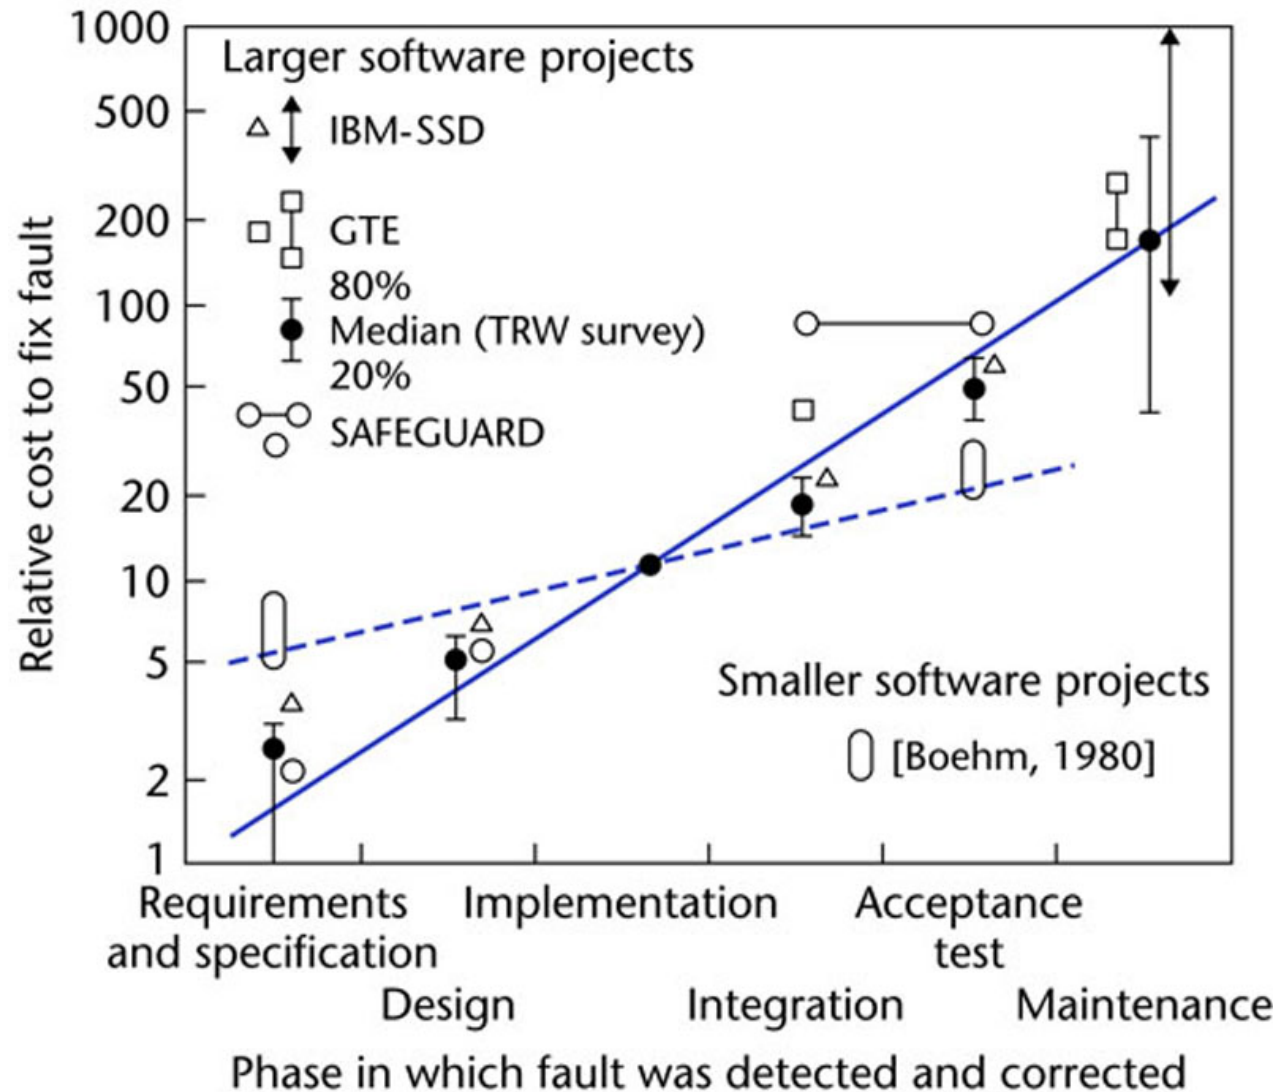 1000
500
200
100
50
20
10
5
2
1
Relative cost to fix fault
Larger software projects
IBM-SSD
GTE
80%
Median (TRW survey)
20%
SAFEGUARD
Smaller software projects
[Boehm, 1980]
Requirements
and specification
Design
Implementation
Integration
Acceptance
test
Maintenance
Phase in which fault was detected and corrected